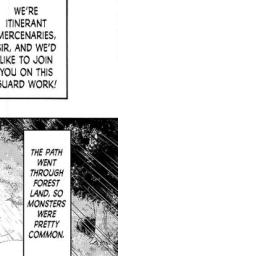 WE'RE
ITINERANT
MERCENARIES,
SIR, AND WE'D
LIKE TO JOIN
YOU ON THIS
GUARD WORK!
THE PATH
WENT
THROUGH
FOREST
LAND, SO
MONSTERS
WERE
PRETTY
COMMON.